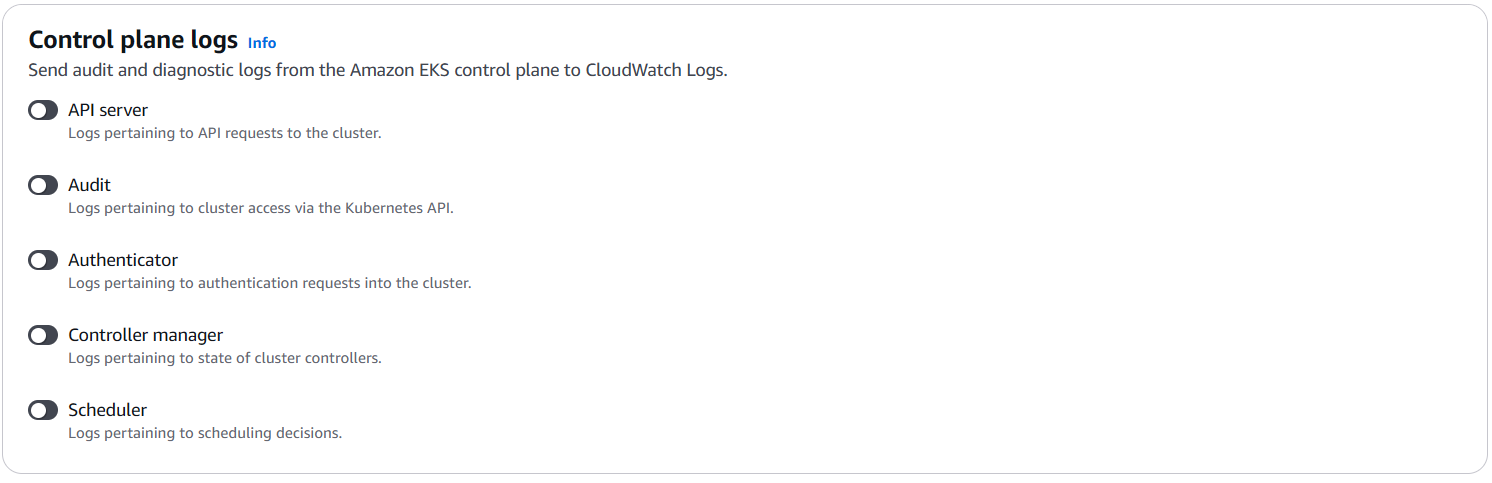 Control plane logs Info
Send audit and diagnostic logs from the Amazon EKS control plane to CloudWatch Logs.
API server
Logs pertaining to API requests to the cluster.
Audit
Logs pertaining to cluster access via the Kubernetes API.
Authenticator
Logs pertaining to authentication requests into the cluster.
Controller manager
Logs pertaining to state of cluster controllers.
Scheduler
Logs pertaining to scheduling decisions.